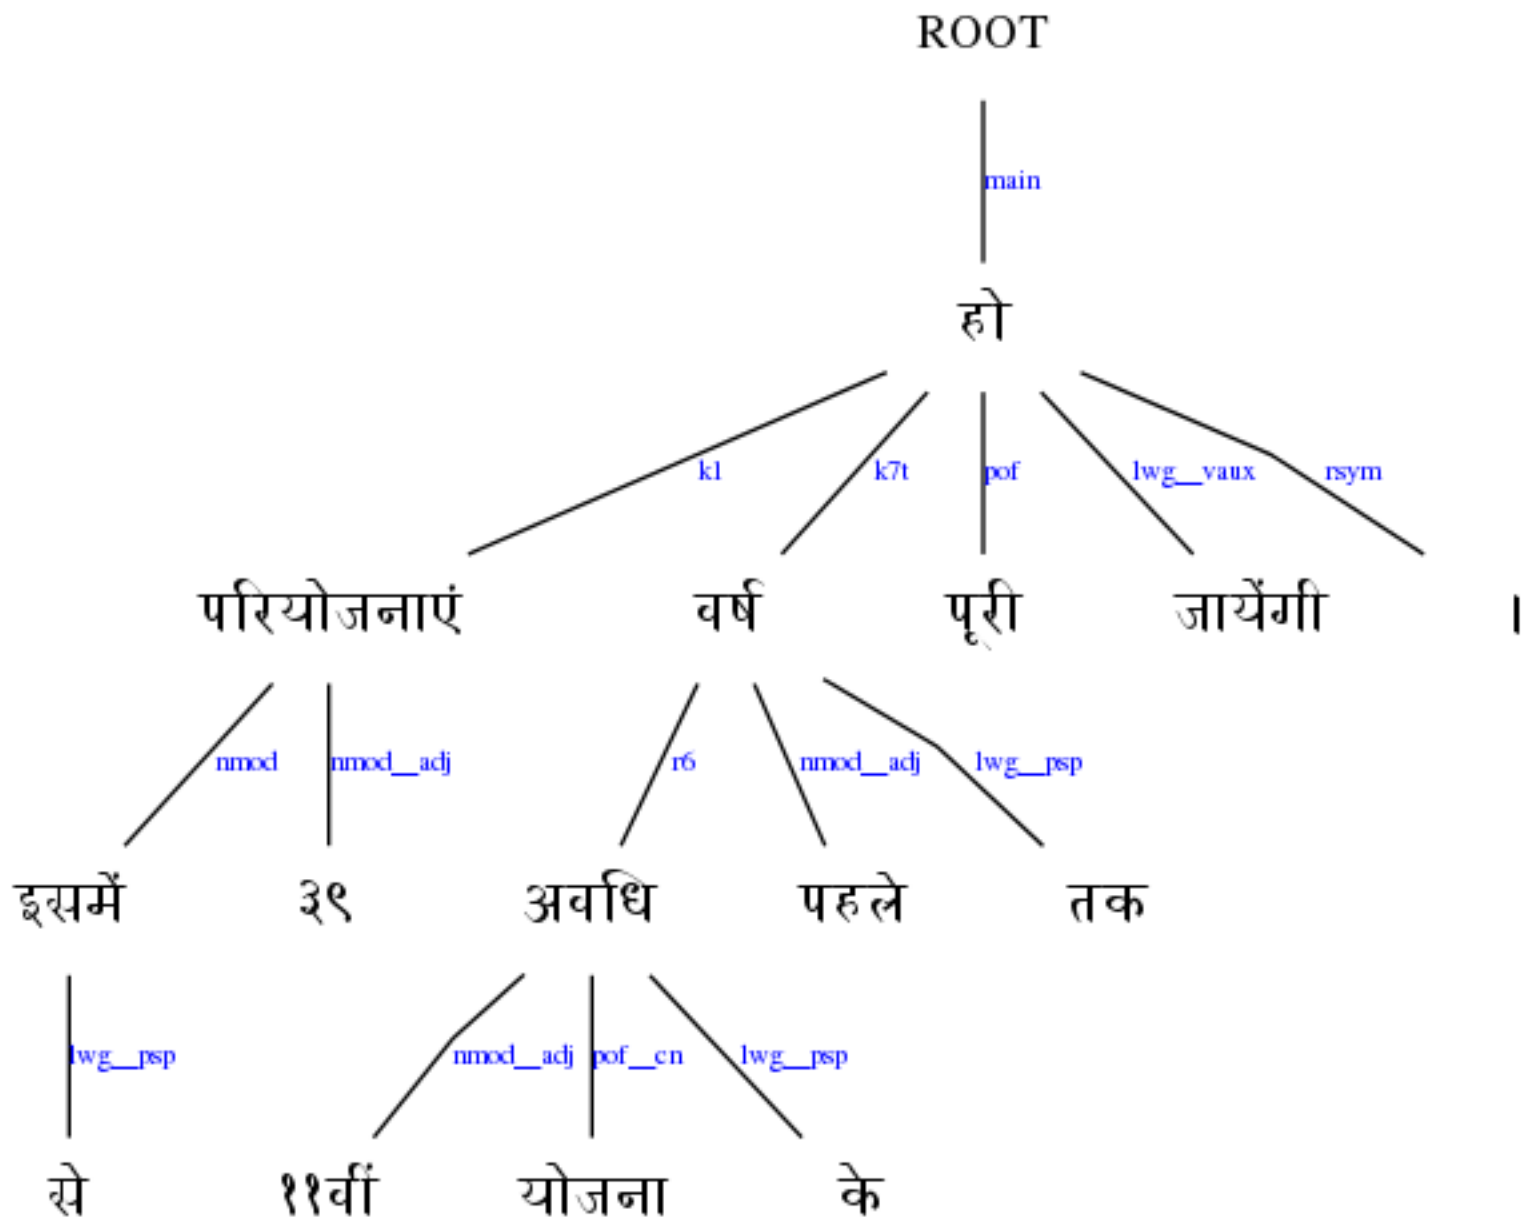 ROOT
main
हो
k1 k7t pof lwg__vaux rsym
परियोजनाएं वर्ष पूरी जायेंगी ।
nmod nmod__adj r6 nmod__adj lwg__psp
इसमें ३९ अवधि पहले तक
lwg__psp nmod__adj pof__cn lwg__psp
से ११वीं योजना के